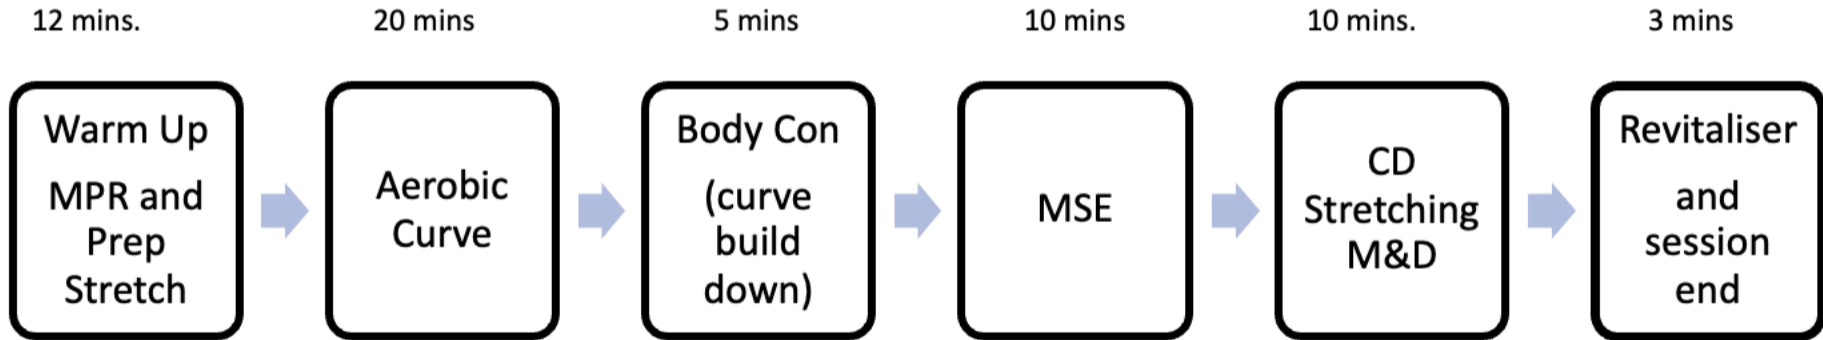 12 mins.
20 mins
5 mins
10 mins
10 mins.
3 mins
Warm Up
MPR and
Prep
Stretch
Aerobic
Curve
Body Con
(curve
build
down)
MSE
CD
Stretching
M&D
Revitaliser
and
session
end